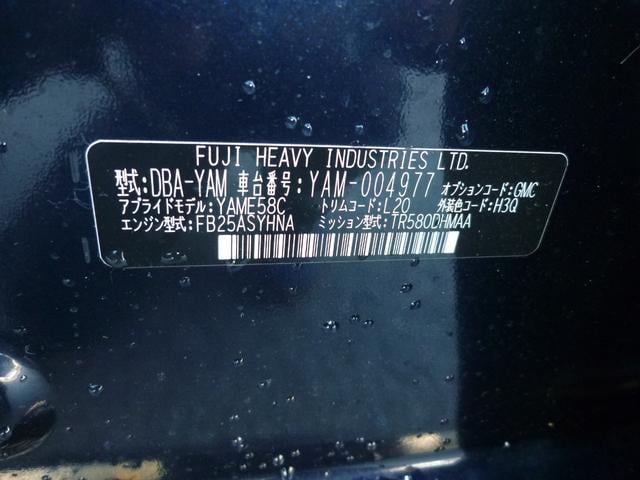 FUJI HEAVY INDUSTRIES LTD.
型式:DBA-YAM 車台番号:YAM-004977 オプションコード:GMC
アプライドモデル:YAME58C トリムコード:L20 外装色コード:H3Q
エンジン型式:FB25ASYHNA ミッション型式:TR580DHMAA